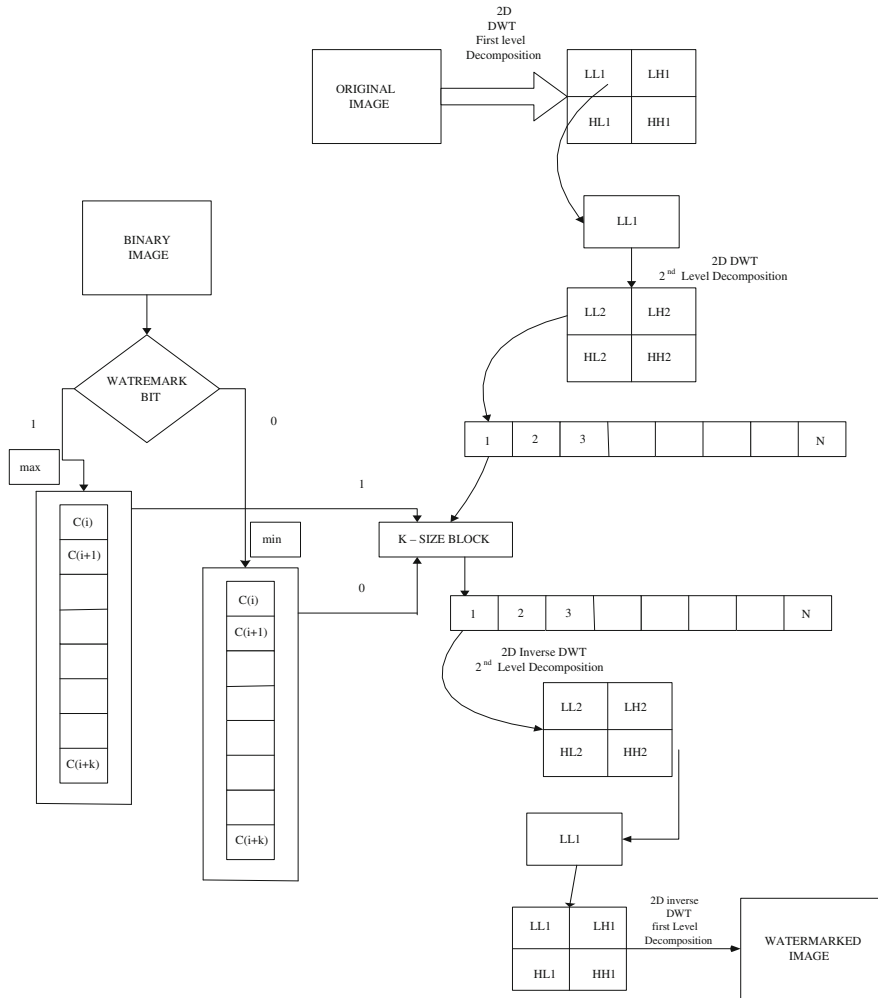 2D
DWT
First level
Decomposition
ORIGINAL
IMAGE
LL1 LH1
HL1 HH1
LL1
2D DWT
2nd Level Decomposition
BINARY
IMAGE
LL2 LH2
HL2 HH2
WATREMARK
BIT
1
0
max
1 2 3 N
1
C(i)
C(i+1)
C(i+k)
min
K – SIZE BLOCK
0
C(i)
C(i+1)
C(i+k)
1 2 3 N
2D Inverse DWT
2nd Level Decomposition
LL2 LH2
HL2 HH2
LL1
LL1 LH1
HL1 HH1
2D inverse
DWT
first Level
Decomposition
WATERMARKED
IMAGE